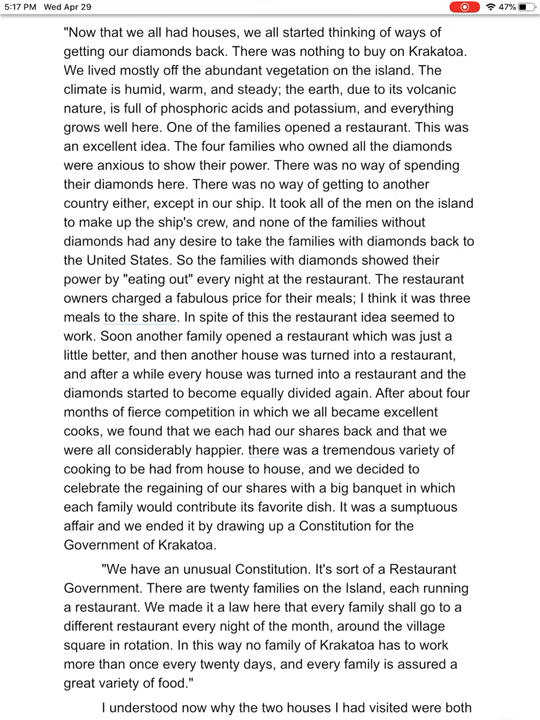 5:17 PM Wed Apr 29
47%
"Now that we all had houses, we all started thinking of ways of
getting our diamonds back. There was nothing to buy on Krakatoa.
We lived mostly off the abundant vegetation on the island. The
climate is humid, warm, and steady; the earth, due to its volcanic
nature, is full of phosphoric acids and potassium, and everything
grows well here. One of the families opened a restaurant. This was
an excellent idea. The four families who owned all the diamonds
were anxious to show their power. There was no way of spending
their diamonds here. There was no way of getting to another
country either, except in our ship. It took all of the men on the island
to make up the ship's crew, and none of the families without
diamonds had any desire to take the families with diamonds back to
the United States. So the families with diamonds showed their
power by "eating out" every night at the restaurant. The restaurant
owners charged a fabulous price for their meals; I think it was three
meals to the share. In spite of this the restaurant idea seemed to
work. Soon another family opened a restaurant which was just a
little better, and then another house was turned into a restaurant,
and after a while every house was turned into a restaurant and the
diamonds started to become equally divided again. After about four
months of fierce competition in which we all became excellent
cooks, we found that we each had our shares back and that we
were all considerably happier. there was a tremendous variety of
cooking to be had from house to house, and we decided to
celebrate the regaining of our shares with a big banquet in which
each family would contribute its favorite dish. It was a sumptuous
affair and we ended it by drawing up a Constitution for the
Government of Krakatoa.
"We have an unusual Constitution. It's sort of a Restaurant
Government. There are twenty families on the Island, each running
a restaurant. We made it a law here that every family shall go to a
different restaurant every night of the month, around the village
square in rotation. In this way no family of Krakatoa has to work
more than once every twenty days, and every family is assured a
great variety of food."
I understood now why the two houses I had visited were both